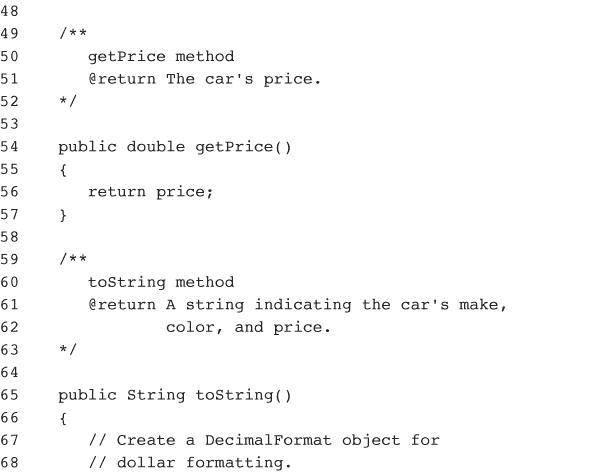 48
49 /**
50 getPrice method
51 @return The car's price.
52 */
53
54 public double getPrice()
55 {
56 return price;
57 }
58
59 /**
60 toString method
61 @return A string indicating the car's make,
62 color, and price.
63 */
64
65 public String toString()
66 {
67 // Create a DecimalFormat object for
68 // dollar formatting.